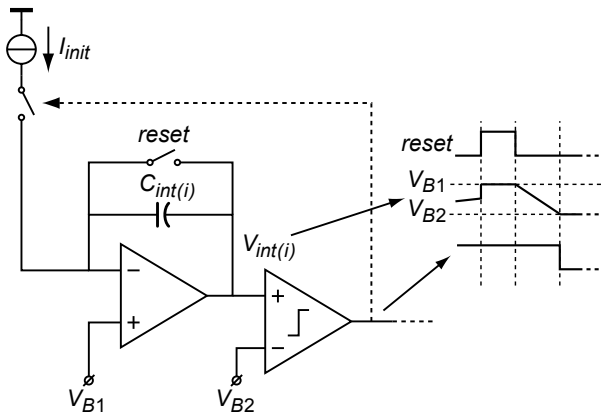 I_init
reset
C_int(i)
V_int(i)
−
+
+
−
V_B1
V_B2
reset
V_B1
V_B2